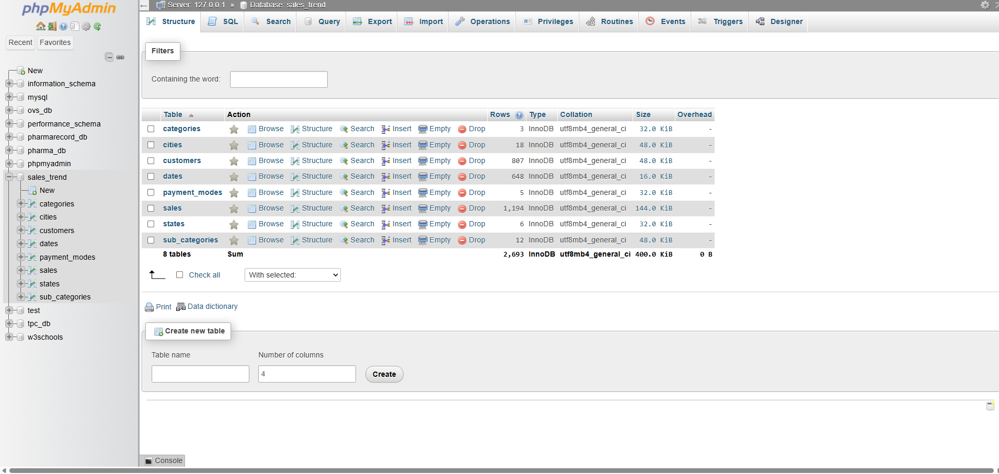 phpMyAdmin
Recent Favorites
New
information_schema
mysql
ovs_db
performance_schema
pharmarecord_db
pharma_db
phpmyadmin
sales_trend
New
categories
cities
customers
dates
payment_modes
sales
states
sub_categories
test
tpc_db
w3schools
Server: 127.0.0.1 » Database: sales_trend
Structure SQL Search Query Export Import Operations Privileges Routines Events Triggers Designer
Filters
Containing the word:
Table Action Rows Type Collation Size Overhead
categories Browse Structure Search Insert Empty Drop 3 InnoDB utf8mb4_general_ci 32.0 KiB -
cities Browse Structure Search Insert Empty Drop 18 InnoDB utf8mb4_general_ci 48.0 KiB -
customers Browse Structure Search Insert Empty Drop 807 InnoDB utf8mb4_general_ci 48.0 KiB -
dates Browse Structure Search Insert Empty Drop 648 InnoDB utf8mb4_general_ci 16.0 KiB -
payment_modes Browse Structure Search Insert Empty Drop 5 InnoDB utf8mb4_general_ci 32.0 KiB -
sales Browse Structure Search Insert Empty Drop 1,194 InnoDB utf8mb4_general_ci 144.0 KiB -
states Browse Structure Search Insert Empty Drop 6 InnoDB utf8mb4_general_ci 32.0 KiB -
sub_categories Browse Structure Search Insert Empty Drop 12 InnoDB utf8mb4_general_ci 48.0 KiB -
8 tables Sum 2,693 InnoDB utf8mb4_general_ci 400.0 KiB 0 B
Check all With selected:
Print Data dictionary
Create new table
Table name Number of columns
4 Create
Console